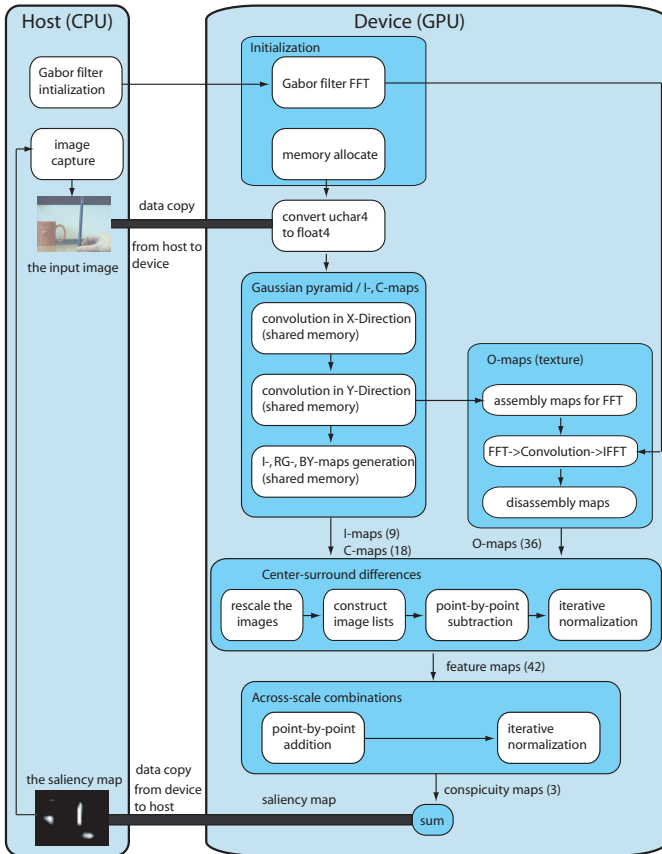 Host (CPU)
Device (GPU)
Initialization
Gabor filter
intialization
Gabor filter FFT
image
capture
memory allocate
data copy
convert uchar4
to float4
from host to
device
the input image
Gaussian pyramid / I-, C-maps
convolution in X-Direction
(shared memory)
convolution in Y-Direction
(shared memory)
I-, RG-, BY-maps generation
(shared memory)
O-maps (texture)
assembly maps for FFT
FFT->Convolution->IFFT
disassembly maps
I-maps (9)
C-maps (18)
O-maps (36)
Center-surround differences
rescale the
images
construct
image lists
point-by-point
subtraction
iterative
normalization
feature maps (42)
Across-scale combinations
point-by-point
addition
iterative
normalization
conspicuity maps (3)
the saliency map
data copy
from device
to host
saliency map
sum